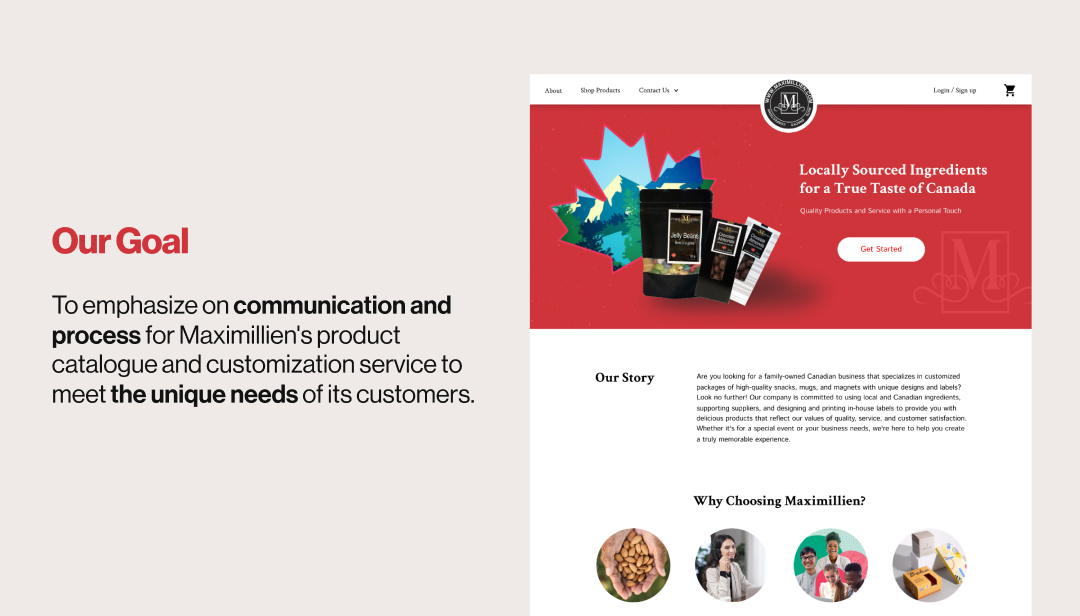 Our Goal
To emphasize on communication and
process for Maximillien's product
catalogue and customization service to
meet the unique needs of its customers.
About
Shop Products
Contact Us
Login / Sign up
M
Locally Sourced Ingredients
for a True Taste of Canada
Quality Products and Service with a Personal Touch
Get Started
M
Jelly Beans
Our Story
Are you looking for a family-owned Canadian business that specializes in customized
packages of high-quality snacks, mugs, and magnets with unique designs and labels?
Look no further! Our company is committed to using local and Canadian ingredients,
supporting suppliers, and designing and printing in-house labels to provide you with
delicious products that reflect our values of quality, service, and customer satisfaction.
Whether it's for a special event or your business needs, we're here to help you create
a truly memorable experience.
Why Choosing Maximillien?